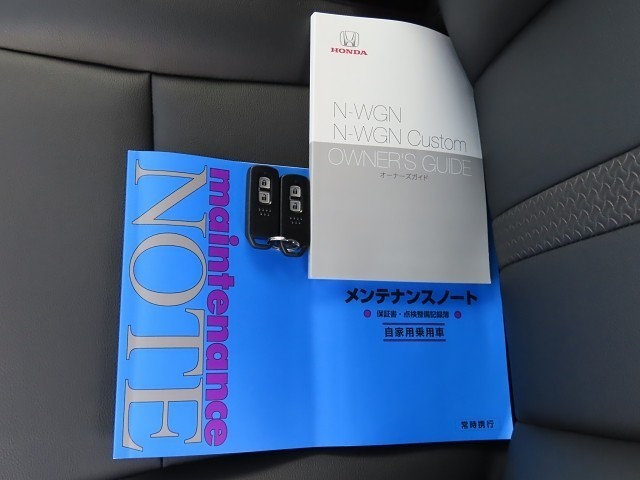 HONDA
N-WGN
N-WGN Custom
OWNER'S GUIDE
オーナーズガイド
maintenance
NOTE
メンテナンスノート
保証書・点検整備記録簿
自家用乗用車
常時携行